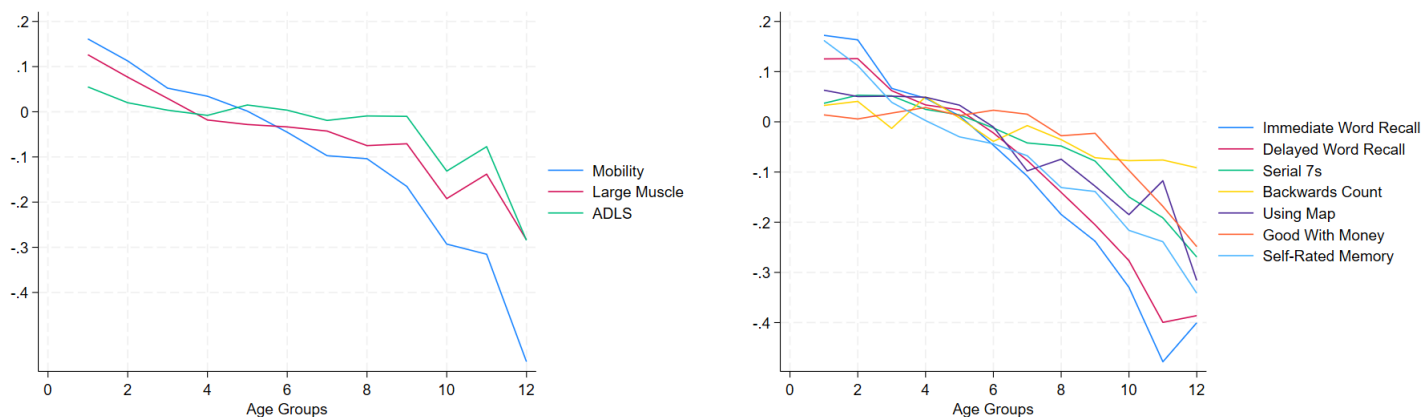 .2
.1
0
-.1
-.2
-.3
-.4
0 2 4 6 8 10 12
Age Groups
Mobility
Large Muscle
ADLS
.2
.1
0
-.1
-.2
-.3
-.4
0 2 4 6 8 10 12
Age Groups
Immediate Word Recall
Delayed Word Recall
Serial 7s
Backwards Count
Using Map
Good With Money
Self-Rated Memory